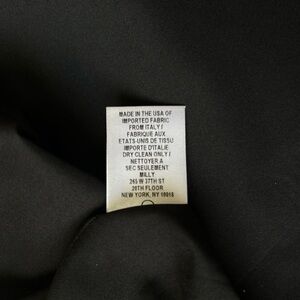 MADE IN THE USA OF
IMPORTED FABRIC
FROM ITALY /
FABRIQUE AUX
ETATS-UNIS DE TISSU
IMPORTE D'ITALIE
DRY CLEAN ONLY /
NETTOYER A
SEC SEULEMENT
MILLY
265 W 37TH ST
20TH FLOOR
NEW YORK, NY 10018